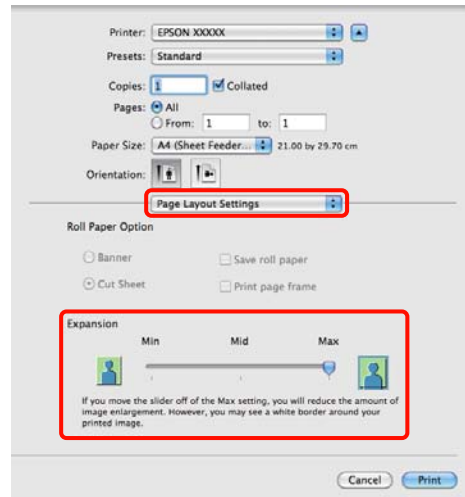 Printer: EPSON XXXXX
Presets: Standard
Copies: 1 Collated
Pages: All
From: 1 to: 1
Paper Size: A4 (Sheet Feeder... 21.00 by 29.70 cm
Orientation:
Page Layout Settings
Roll Paper Option
Banner Save roll paper
Cut Sheet Print page frame
Expansion
Min Mid Max
If you move the slider off of the Max setting, you will reduce the amount of
image enlargement. However, you may see a white border around your
printed image.
Cancel Print